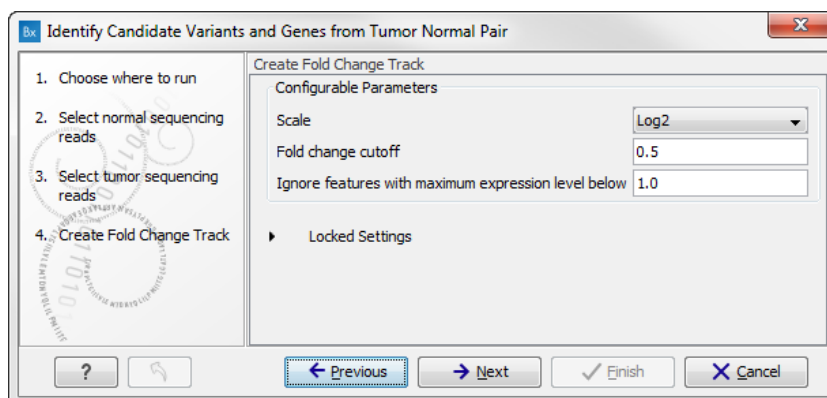 Bx Identify Candidate Variants and Genes from Tumor Normal Pair
X
1. Choose where to run
2. Select normal sequencing
reads
3. Select tumor sequencing
reads
4. Create Fold Change Track
Create Fold Change Track
Configurable Parameters
Scale Log2
Fold change cutoff 0.5
Ignore features with maximum expression level below 1.0
Locked Settings
? Previous Next Finish Cancel